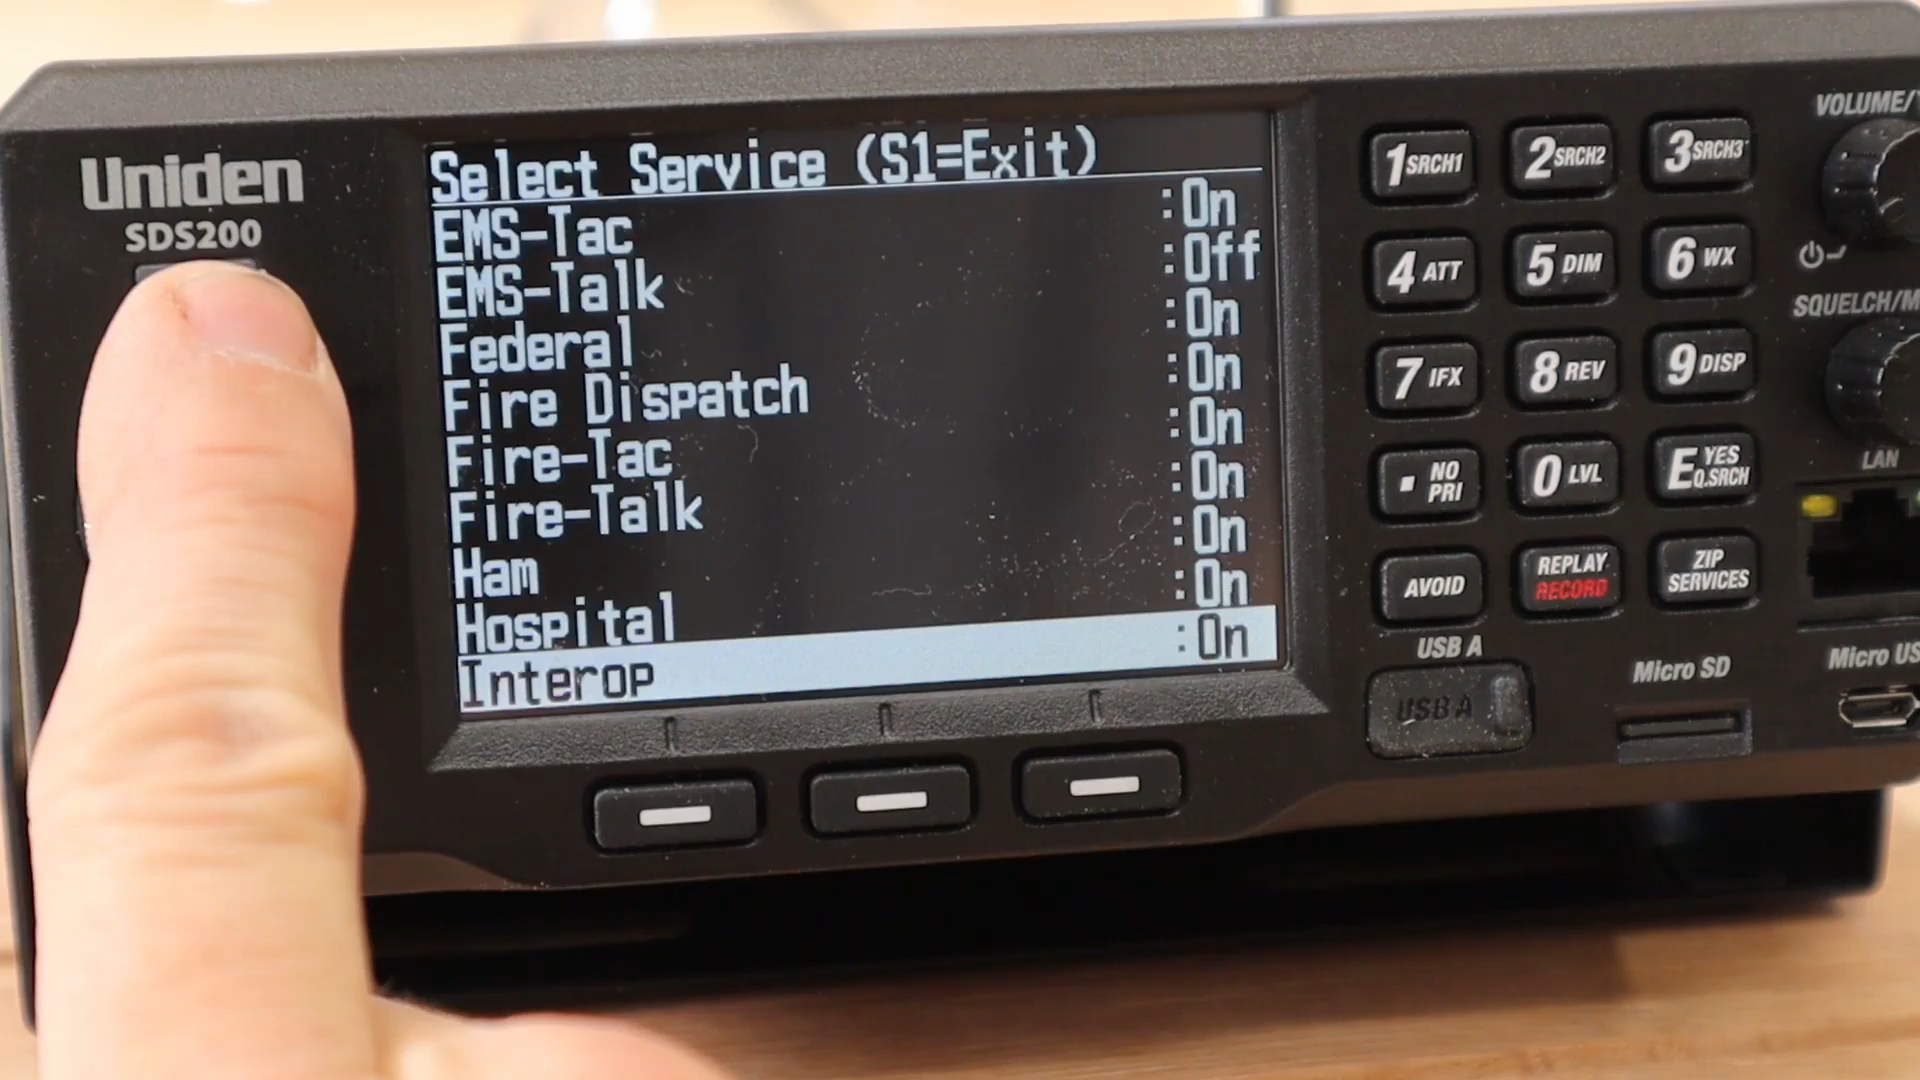 Uniden
SDS200
Select Service (S1=Exit)
EMS-Tac :On
EMS-Talk :Off
Federal :On
Fire Dispatch :On
Fire-Tac :On
Fire-Talk :On
Ham :On
Hospital :On
Interop :On
1 SRCH1
2 SRCH2
3 SRCH3
4 ATT
5 DIM
6 WX
7 IFX
8 REV
9 DISP
. NO
PRI
0 LVL
E YES
Q.SRCH
AVOID
REPLAY
RECORD
ZIP
SERVICES
VOLUME/
SQUELCH/M
LAN
USB A
USB A
Micro SD
Micro US